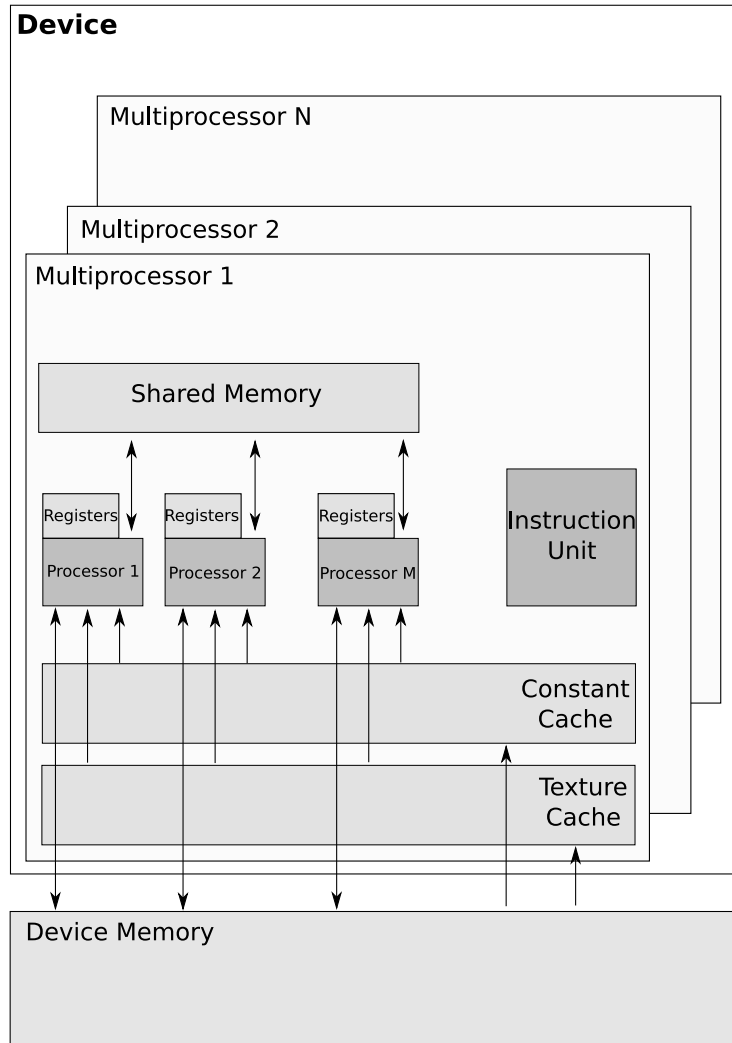 Device
Multiprocessor N
Multiprocessor 2
Multiprocessor 1
Shared Memory
Registers
Registers
Registers
Instruction
Unit
Processor 1
Processor 2
Processor M
Constant
Cache
Texture
Cache
Device Memory